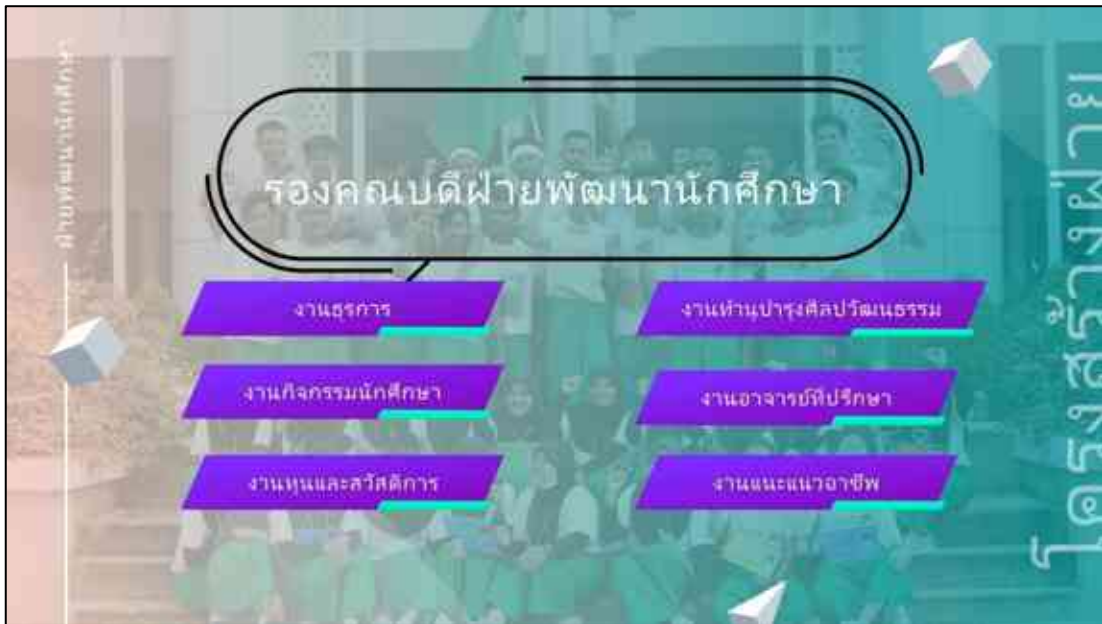 ฝ่ายพัฒนานักศึกษา
รองคณบดีฝ่ายพัฒนานักศึกษา
งานธุรการ
งานกิจกรรมนักศึกษา
งานทุนและสวัสดิการ
งานทำนุบำรุงศิลปวัฒนธรรม
งานอาจารย์ที่ปรึกษา
งานแนะแนวอาชีพ
โครงสร้างฝ่าย